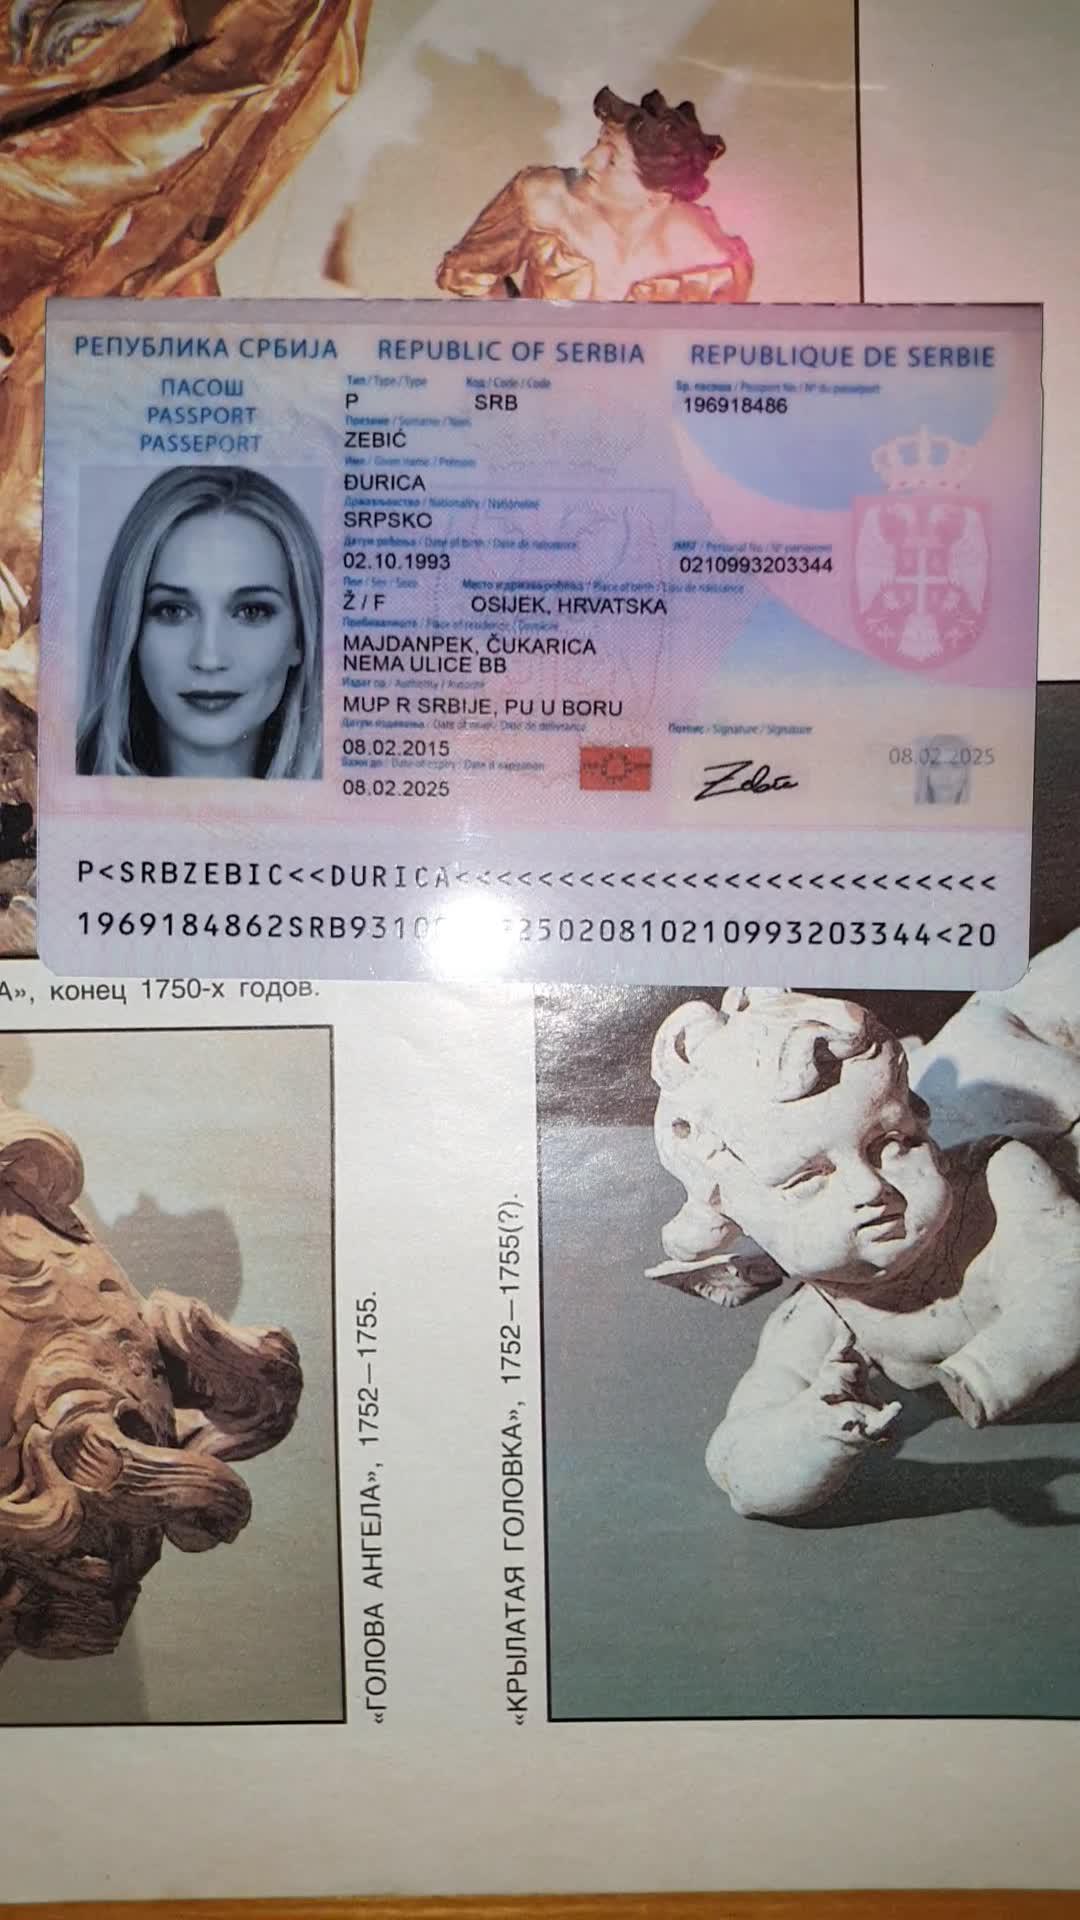 РЕПУБЛИКА СРБИЈА REPUBLIC OF SERBIA REPUBLIQUE DE SERBIE
ПАСОШ
PASSPORT
PASSEPORT
Тип / Type / Type Код / Code / Code Бр. пасоша / Passport No. / N° du passeport
P SRB 196918486
Презиме / Surname / Nom
ZEBIĆ
Име / Given name / Prénom
ĐURICA
Држављанство / Nationality / Nationalité
SRPSKO
Датум рођења / Date of birth / Date de naissance ЈМБГ / Personal No. / N° personnel
02.10.1993 0210993203344
Пол / Sex / Sexe Место и држава рођења / Place of birth / Lieu de naissance
Ž / F OSIJEK, HRVATSKA
Пребивалиште / Place of residence / Domicile
MAJDANPEK, ČUKARICA
NEMA ULICE BB
Издат од / Authority / Autorité
MUP R SRBIJE, PU U BORU
Датум издавања / Date of issue / Date de délivrance Потпис / Signature / Signature
08.02.2015
Važi до / Date of expiry / Date d'expiration
08.02.2025
08.02.2025
P<SRBZEBIC<<DURICA<<<<<<<<<<<<<<<<<<<<<<<<<<
1969184862SRB9310 25020810210993203344<20
А», конец 1750-х годов.
«ГОЛОВА АНГЕЛА», 1752—1755.
«КРЫЛАТАЯ ГОЛОВКА», 1752—1755(?).